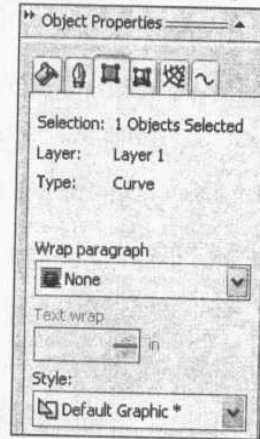 Object Properties
Selection: 1 Objects Selected
Layer: Layer 1
Type: Curve
Wrap paragraph
None
Text wrap
in
Style:
Default Graphic *